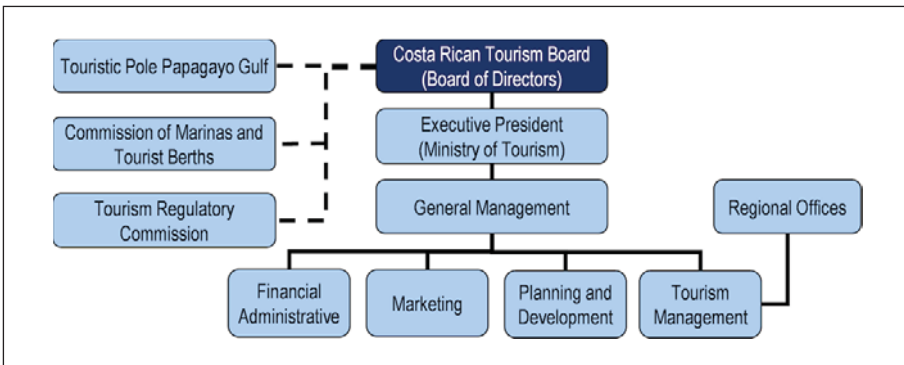 Touristic Pole Papagayo Gulf
Costa Rican Tourism Board
(Board of Directors)
Commission of Marinas and
Tourist Berths
Executive President
(Ministry of Tourism)
Tourism Regulatory
Commission
General Management
Regional Offices
Financial
Administrative
Marketing
Planning and
Development
Tourism
Management